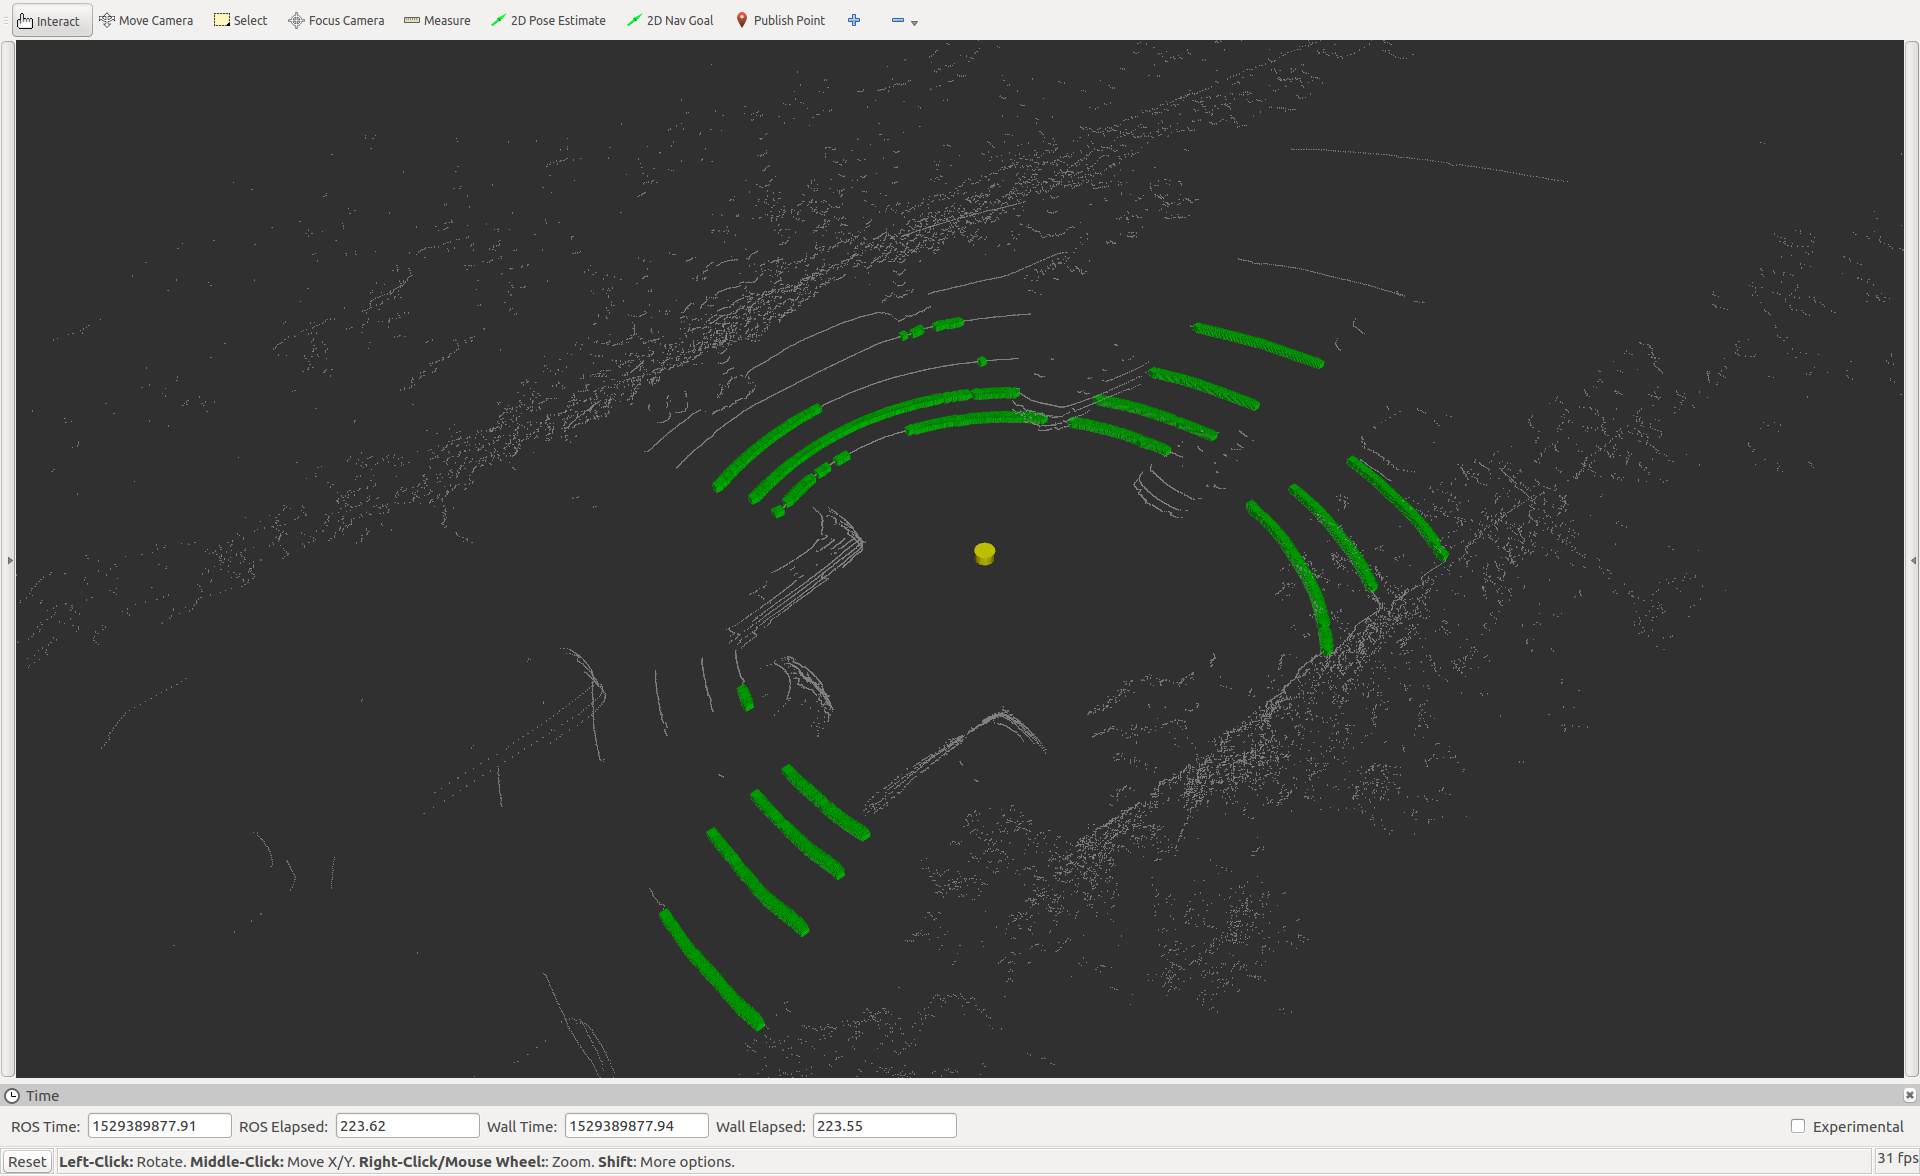 Interact Move Camera Select Focus Camera Measure 2D Pose Estimate 2D Nav Goal Publish Point
Time
ROS Time: 1529389877.91 ROS Elapsed: 223.62 Wall Time: 1529389877.94 Wall Elapsed: 223.55 Experimental
Reset Left-Click: Rotate. Middle-Click: Move X/Y. Right-Click/Mouse Wheel:: Zoom. Shift: More options. 31 fps